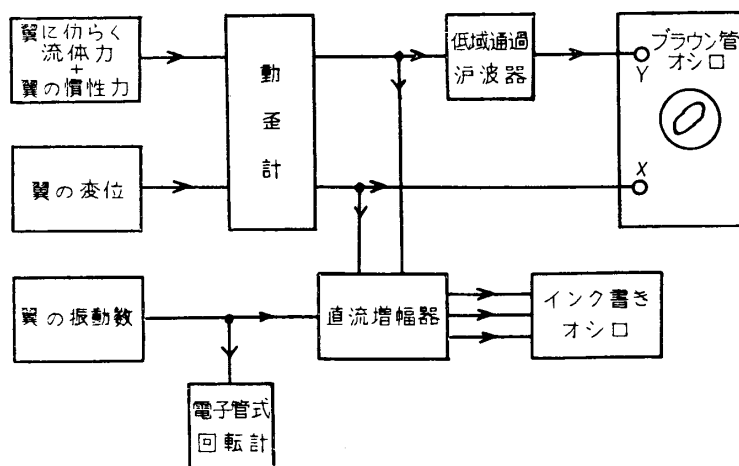 翼に仂らく
流体力
+
翼の慣性力
動歪計
低域通過
沪波器
ブラウン管
オシロ
Y
X
翼の変位
翼の振動数
直流増幅器
インク書き
オシロ
電子管式
回転計